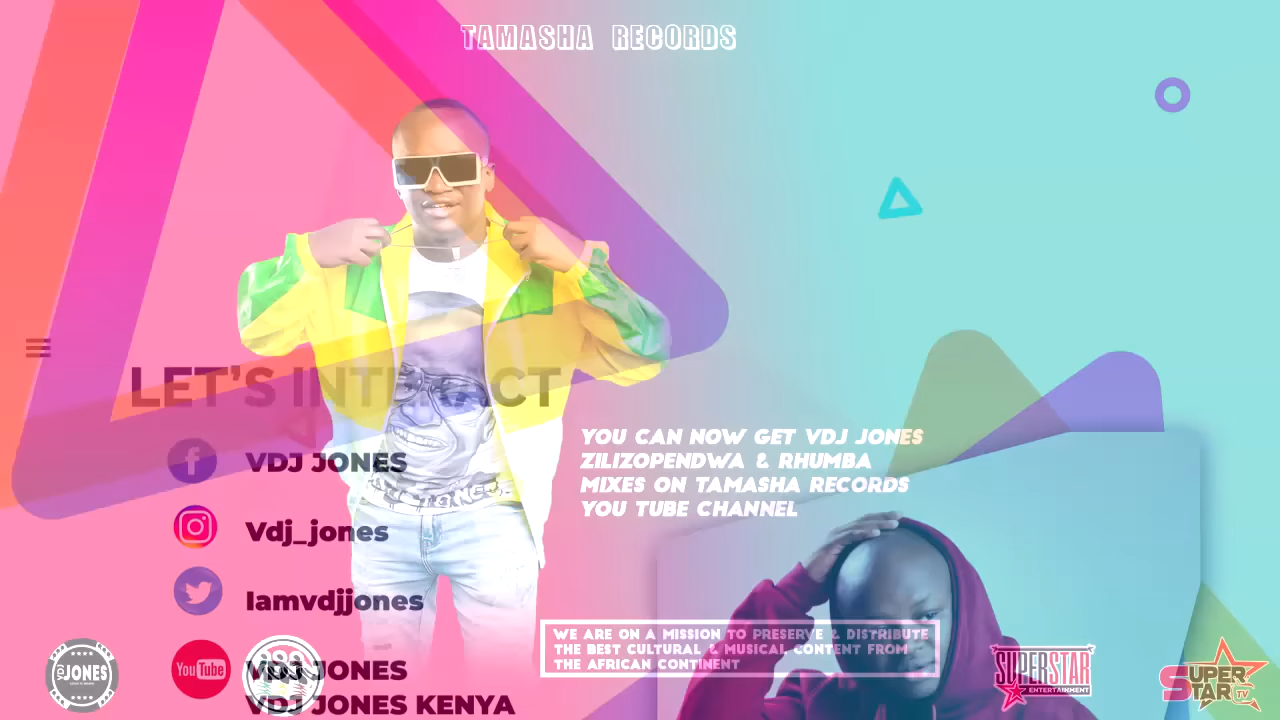 TAMASHA RECORDS
LET'S INTERACT
VDJ JONES
Vdj_jones
Iamvdjjones
YouTube
VDJ JONES
VDJ JONES KENYA
YOU CAN NOW GET VDJ JONES
ZILIZOPENDWA & RHUMBA
MIXES ON TAMASHA RECORDS
YOU TUBE CHANNEL
WE ARE ON A MISSION TO PRESERVE & DISTRIBUTE
THE BEST CULTURAL & MUSICAL CONTENT FROM
THE AFRICAN CONTINENT
JONES
SUPERSTAR
ENTERTAINMENT
SUPER
STAR
TV